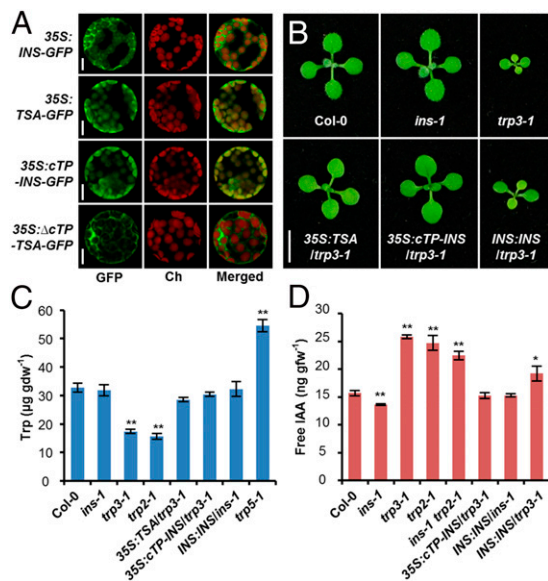 A
35S:
INS-GFP
35S:
TSA-GFP
35S:cTP
-INS-GFP
35S:ΔcTP
-TSA-GFP
GFP Ch Merged
B
Col-0 ins-1 trp3-1
35S:TSA 35S:cTP-INS INS:INS
/trp3-1 /trp3-1 /trp3-1
C
Trp (µg gdw⁻¹)
60
50
40
30
20
10
0
** ** **
Col-0
ins-1
trp3-1
trp2-1
35S:TSA/trp3-1
35S:cTP-INS/trp3-1
INS:INS/ins-1
trp5-1
D
Free IAA (ng gfw⁻¹)
30
25
20
15
10
5
0
** ** ** ** *
Col-0
ins-1
trp3-1
trp2-1
ins-1 trp2-1
35S:cTP-INS/trp3-1
INS:INS/ins-1
INS:INS/trp3-1